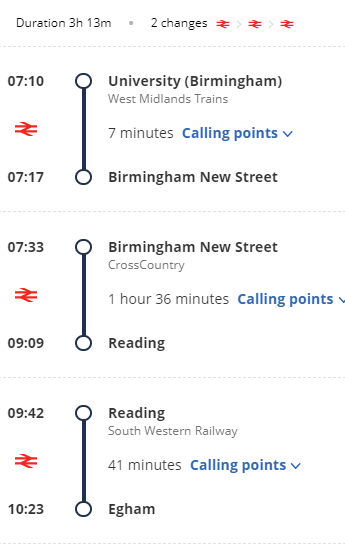 Duration 3h 13m • 2 changes
07:10 University (Birmingham)
West Midlands Trains
7 minutes Calling points
07:17 Birmingham New Street
07:33 Birmingham New Street
CrossCountry
1 hour 36 minutes Calling points
09:09 Reading
09:42 Reading
South Western Railway
41 minutes Calling points
10:23 Egham